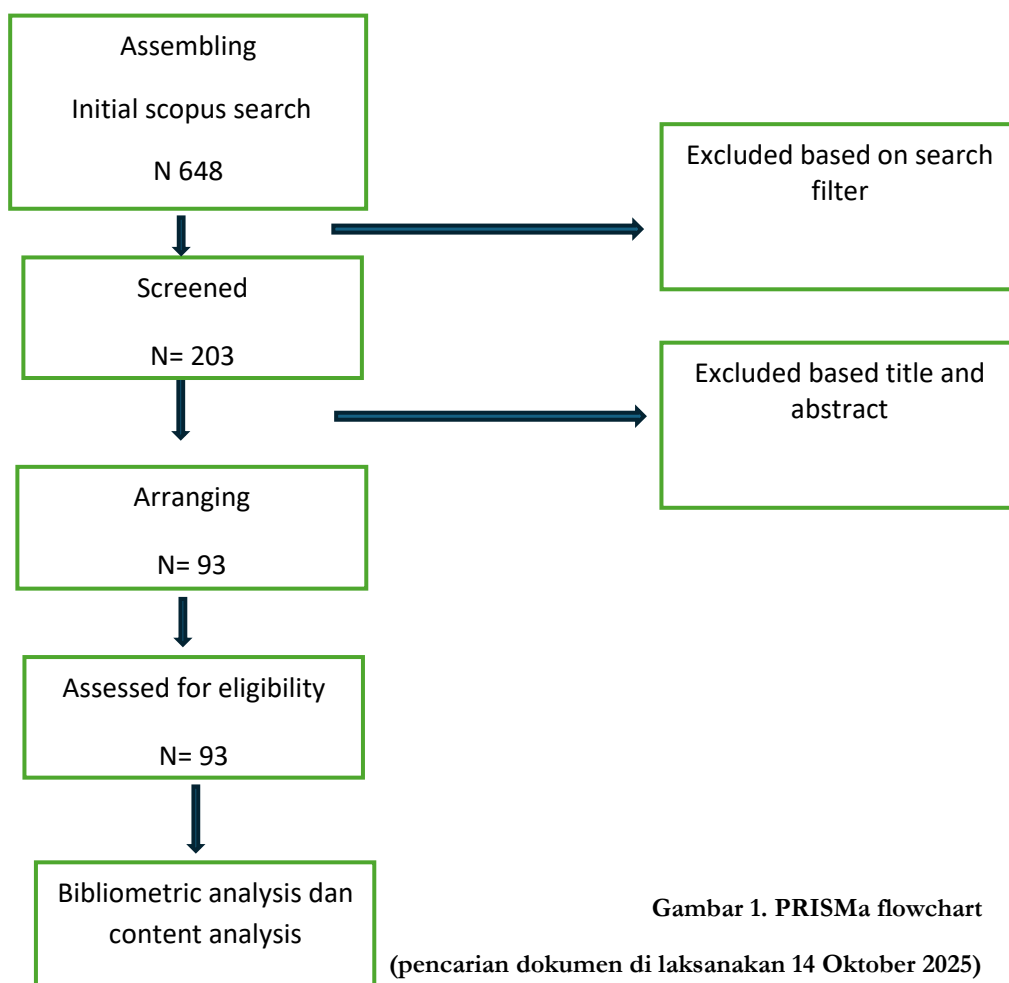 Assembling
Initial scopus search
N 648
Excluded based on search
filter
Screened
N= 203
Excluded based title and
abstract
Arranging
N= 93
Assessed for eligibility
N= 93
Bibliometric analysis dan
content analysis
Gambar 1. PRISMa flowchart
(pencarian dokumen di laksanakan 14 Oktober 2025)